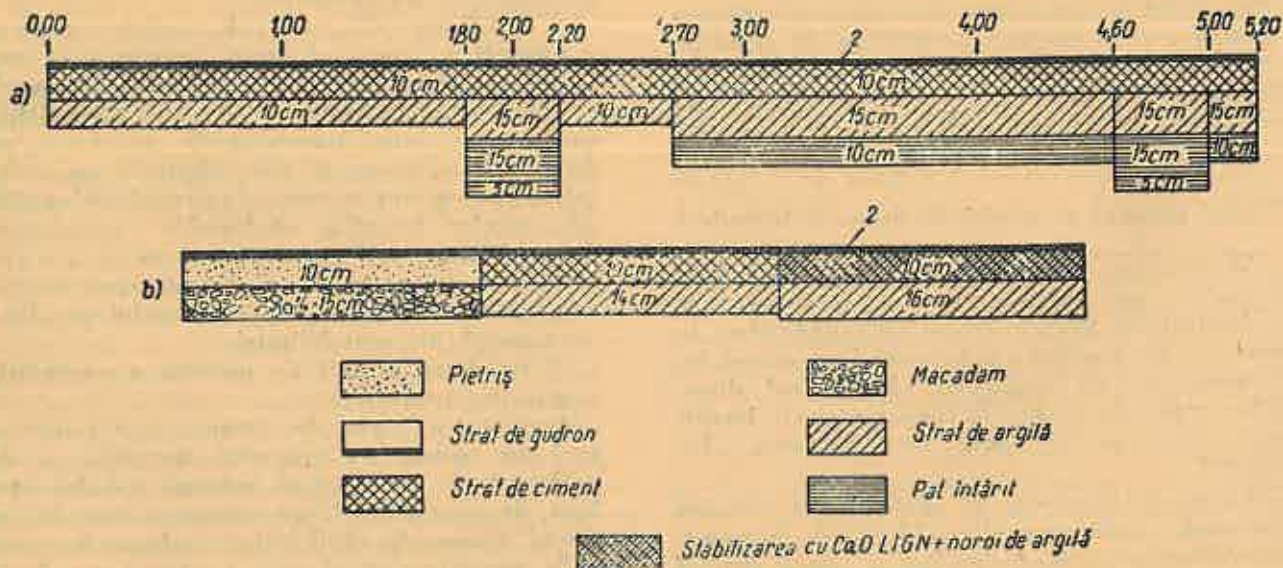 0,00 1,00 1,80 2,00 2,20 2,70 3,00 4,00 4,60 5,00 5,20
2
a) 10cm 10cm
10cm 15cm 10cm 15cm 15cm 15cm
15cm 10cm 15cm 10cm
5cm 5cm
2
b) 10cm 10cm 10cm
14cm 16cm
Pietriș Macadam
Strat de gudron Strat de argilă
Strat de ciment Pat întărit
Stabilizarea cu CaO LIGN+noroi de argilă